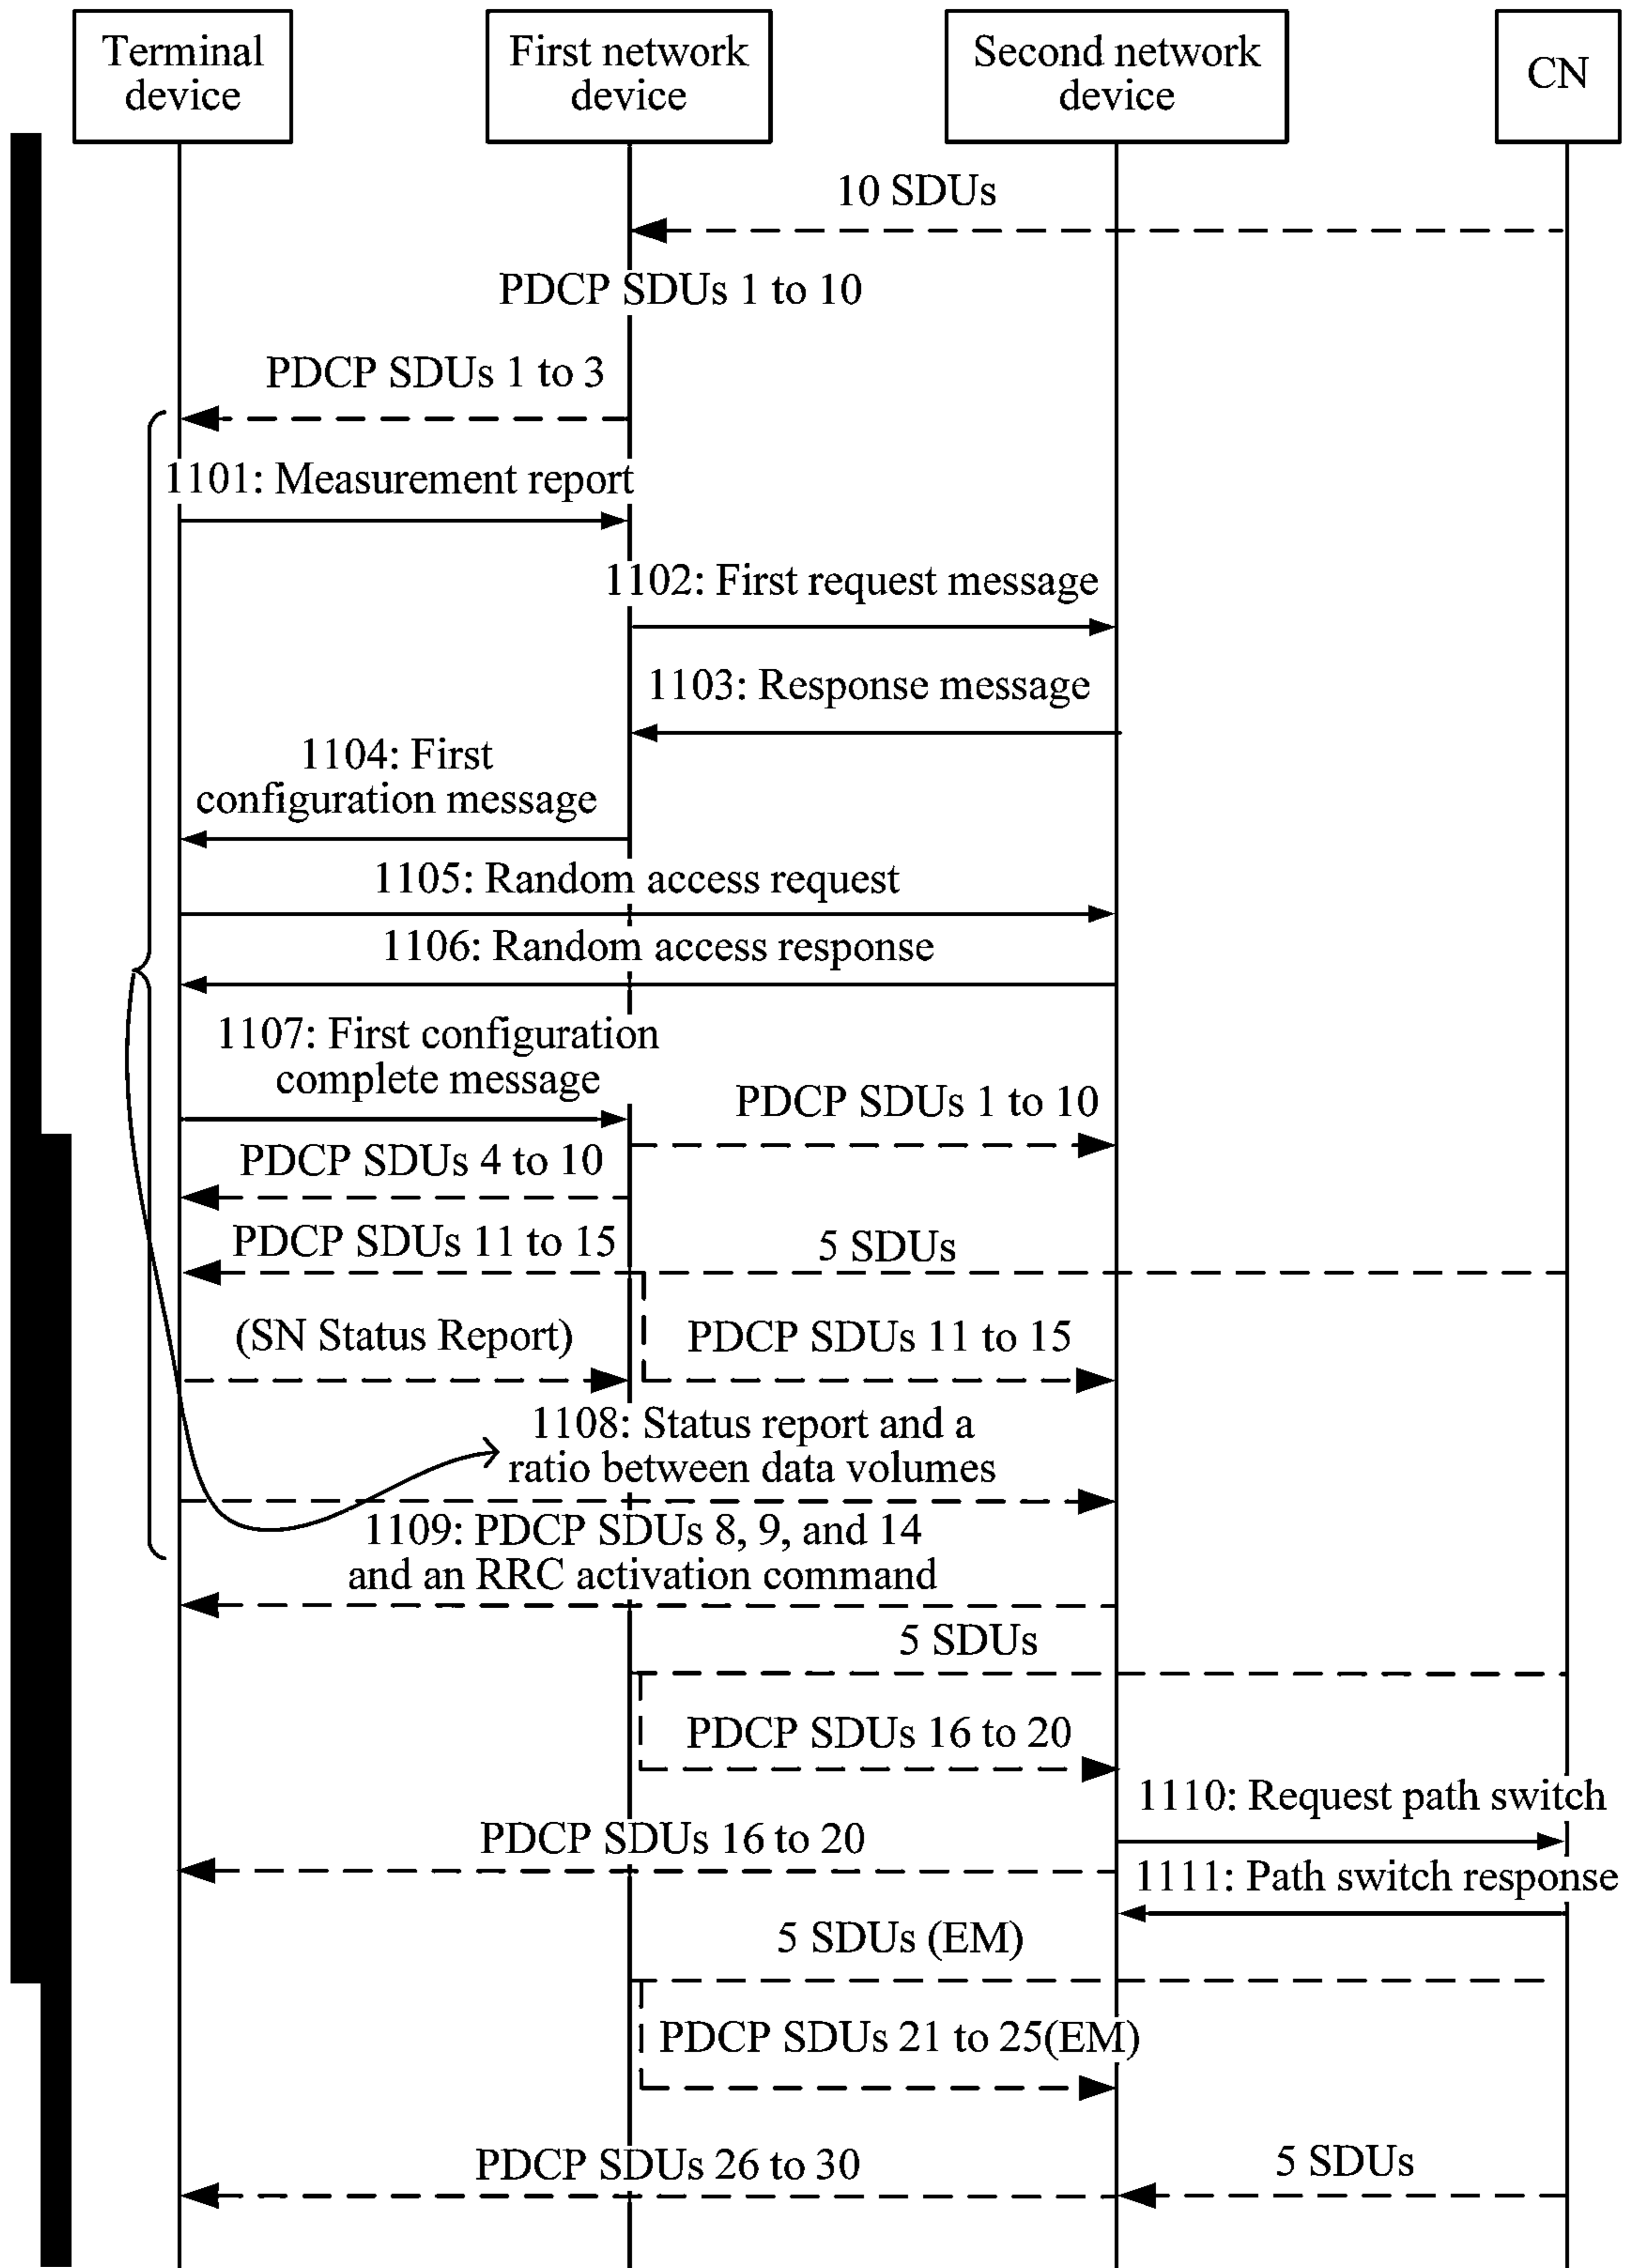 Terminal
device
First network
device
Second network
device
CN
10 SDUs
PDCP SDUs 1 to 10
PDCP SDUs 1 to 3
1101: Measurement report
1102: First request message
1103: Response message
1104: First
configuration message
1105: Random access request
1106: Random access response
1107: First configuration
complete message
PDCP SDUs 1 to 10
PDCP SDUs 4 to 10
PDCP SDUs 11 to 15
5 SDUs
(SN Status Report)
PDCP SDUs 11 to 15
1108: Status report and a
ratio between data volumes
1109: PDCP SDUs 8, 9, and 14
and an RRC activation command
5 SDUs
PDCP SDUs 16 to 20
1110: Request path switch
PDCP SDUs 16 to 20
1111: Path switch response
5 SDUs (EM)
PDCP SDUs 21 to 25(EM)
PDCP SDUs 26 to 30
5 SDUs